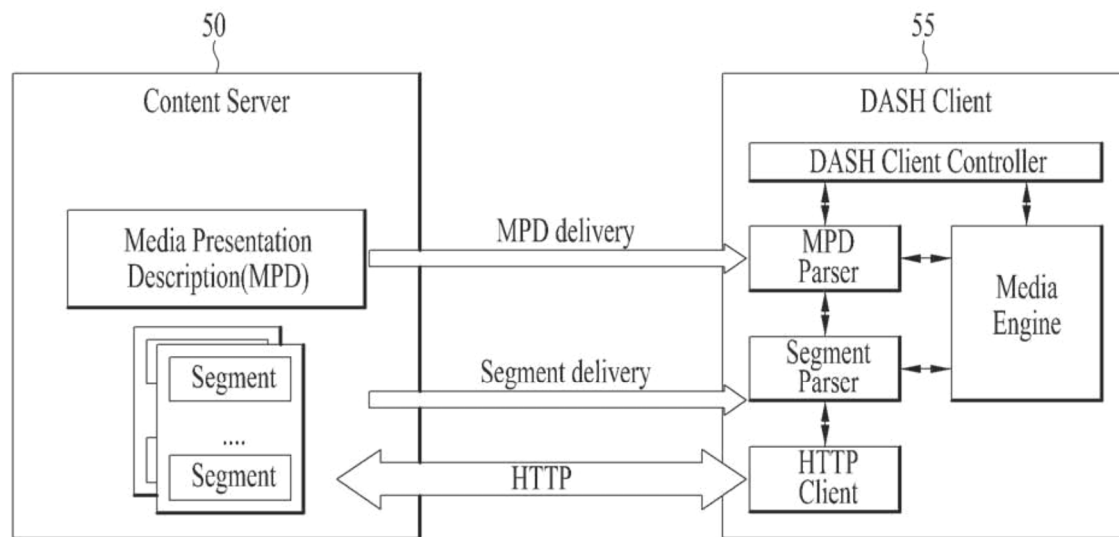 50
55
Content Server
DASH Client
DASH Client Controller
Media Presentation
Description(MPD)
MPD delivery
MPD
Parser
Media
Engine
Segment
....
Segment
Segment delivery
Segment
Parser
HTTP
HTTP
Client